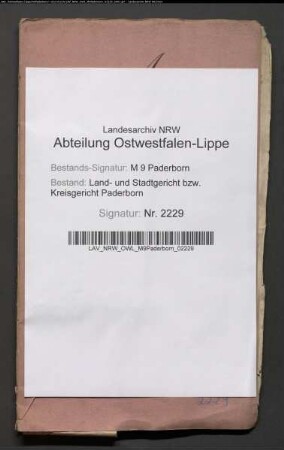 Landesarchiv NRW
Abteilung Ostwestfalen-Lippe
Bestands-Signatur: M 9 Paderborn
Bestand: Land- und Stadtgericht bzw.
Kreisgericht Paderborn
Signatur: Nr. 2229
LAV_NRW_OWL_M9Paderborn_02229
2229